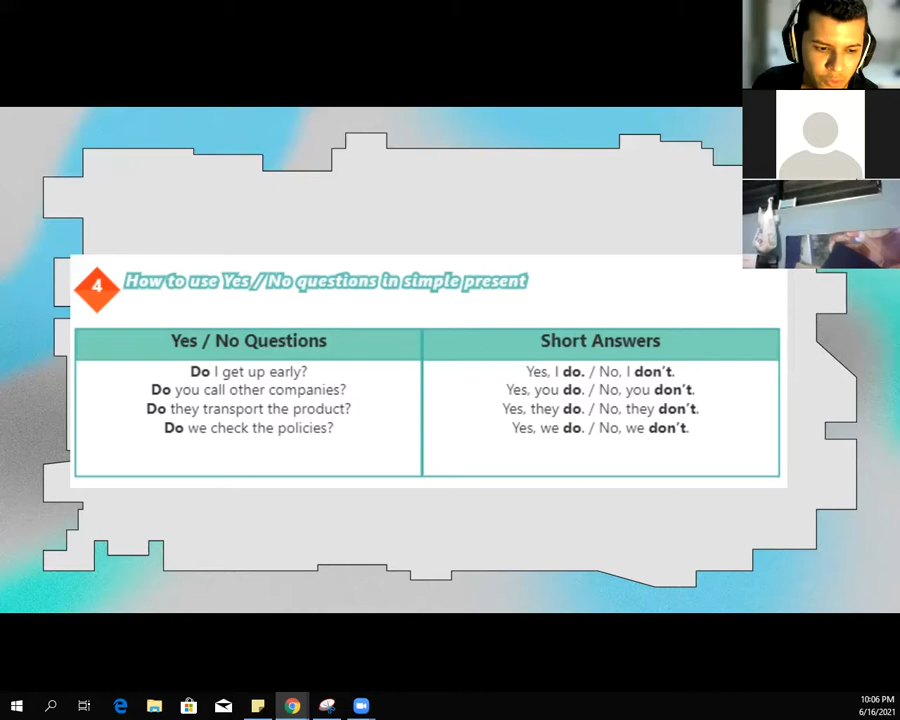 4
How to use Yes / No questions in simple present
Yes / No Questions
Short Answers
Do I get up early?
Yes, I do. / No, I don't.
Do you call other companies?
Yes, you do. / No, you don't.
Do they transport the product?
Yes, they do. / No, they don't.
Do we check the policies?
Yes, we do. / No, we don't.
10:06 PM
6/16/2021